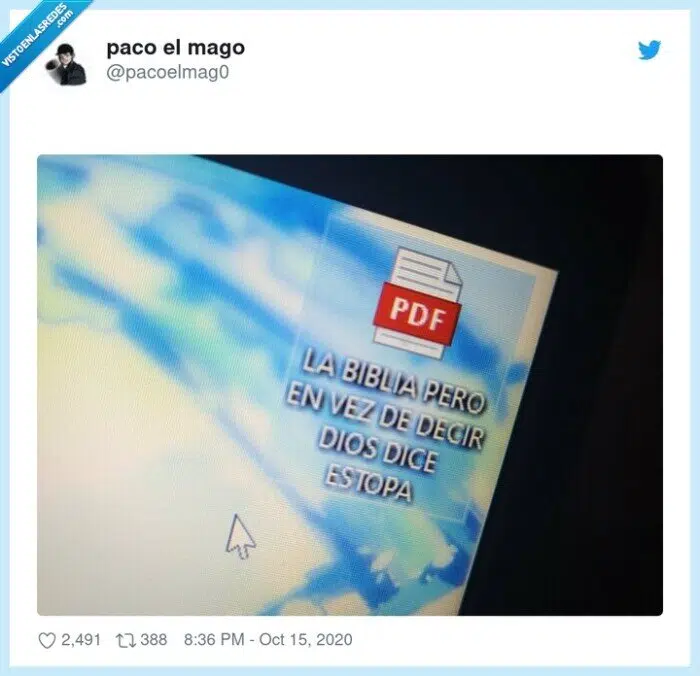 VISTOENLASREDES
.com
paco el mago
@pacoelmag0
PDF
LA BIBLIA PERO
EN VEZ DE DECIR
DIOS DICE
ESTOPA
2,491 388 8:36 PM - Oct 15, 2020